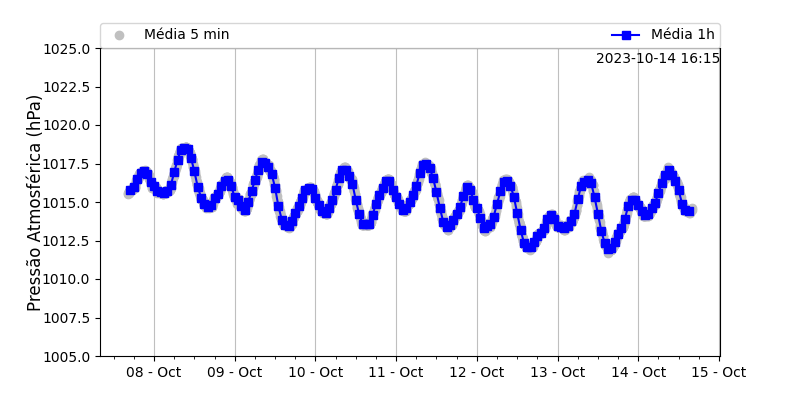 Média 5 min
Média 1h
2023-10-14 16:15
Pressão Atmosférica (hPa)
1025.0
1022.5
1020.0
1017.5
1015.0
1012.5
1010.0
1007.5
1005.0
08 - Oct
09 - Oct
10 - Oct
11 - Oct
12 - Oct
13 - Oct
14 - Oct
15 - Oct